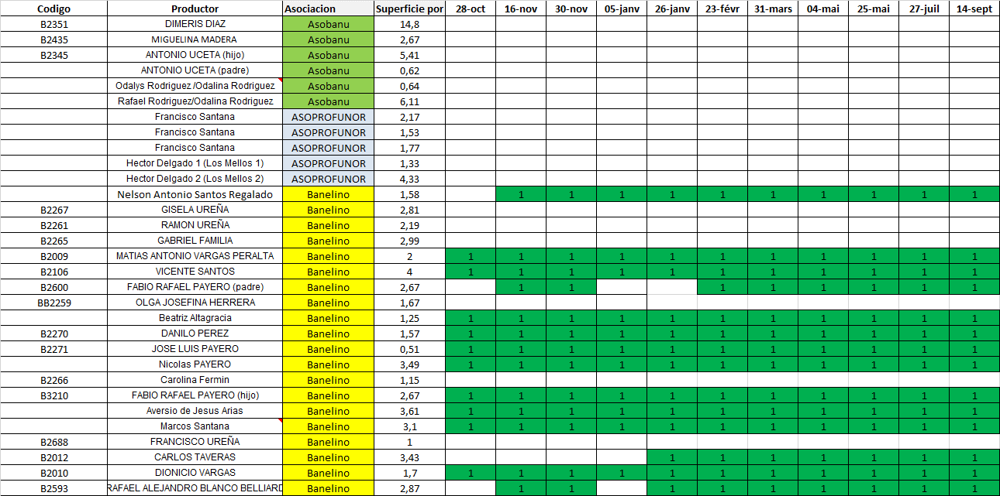 Codigo Productor Asociacion Superficie por 28-oct 16-nov 30-nov 05-janv 26-janv 23-févr 31-mars 04-mai 25-mai 27-juil 14-sept
B2351 DIMERIS DIAZ Asobanu 14,8
B2435 MIGUELINA MADERA Asobanu 2,67
B2345 ANTONIO UCETA (hijo) Asobanu 5,41
ANTONIO UCETA (padre) Asobanu 0,62
Odalys Rodriguez /Odalina Rodriguez Asobanu 0,64
Rafael Rodriguez/Odalina Rodriguez Asobanu 6,11
Francisco Santana ASOPROFUNOR 2,17
Francisco Santana ASOPROFUNOR 1,53
Francisco Santana ASOPROFUNOR 1,77
Hector Delgado 1 (Los Mellos 1) ASOPROFUNOR 1,33
Hector Delgado 2 (Los Mellos 2) ASOPROFUNOR 4,33
Nelson Antonio Santos Regalado Banelino 1,58 1 1 1 1 1 1 1 1 1 1
B2267 GISELA UREÑA Banelino 2,81
B2261 RAMON UREÑA Banelino 2,19
B2265 GABRIEL FAMILIA Banelino 2,99
B2009 MATIAS ANTONIO VARGAS PERALTA Banelino 2 1 1 1 1 1 1 1 1 1 1 1
B2106 VICENTE SANTOS Banelino 4 1 1 1 1 1 1 1 1 1 1 1
B2600 FABIO RAFAEL PAYERO (padre) Banelino 2,67 1 1 1 1 1 1 1 1
BB2259 OLGA JOSEFINA HERRERA Banelino 1,67
Beatriz Altagracia Banelino 1,25 1 1 1 1 1 1 1 1 1 1 1
B2270 DANILO PEREZ Banelino 1,57 1 1 1 1 1 1 1 1 1 1 1
B2271 JOSE LUIS PAYERO Banelino 0,51 1 1 1 1 1 1 1 1 1 1 1
Nicolas PAYERO Banelino 3,49 1 1 1 1 1 1 1 1 1 1 1
B2266 Carolina Fermin Banelino 1,15
B3210 FABIO RAFAEL PAYERO (hijo) Banelino 2,67 1 1 1 1 1 1 1 1 1 1 1
Aversio de Jesus Arias Banelino 3,61 1 1 1 1 1 1 1 1 1 1 1
Marcos Santana Banelino 3,1 1 1 1 1 1 1 1 1 1 1 1
B2688 FRANCISCO UREÑA Banelino 1
B2012 CARLOS TAVERAS Banelino 3,43 1 1 1 1 1 1 1
B2010 DIONICIO VARGAS Banelino 1,7 1 1 1 1 1 1 1 1 1 1 1
B2593 RAFAEL ALEJANDRO BLANCO BELLIARD Banelino 2,87 1 1 1 1 1 1 1 1 1